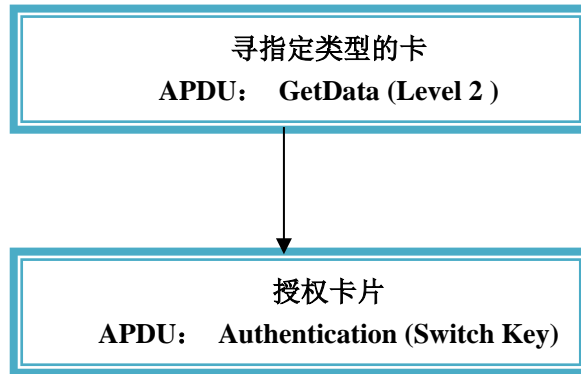 寻指定类型的卡
APDU： GetData (Level 2 )
授权卡片
APDU： Authentication (Switch Key)